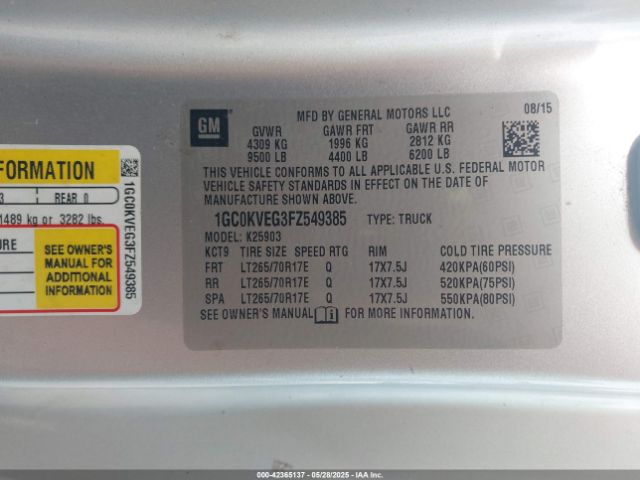 GM
MFD BY GENERAL MOTORS LLC 08/15
GVWR GAWR FRT GAWR RR
4309 KG 1996 KG 2812 KG
9500 LB 4400 LB 6200 LB
THIS VEHICLE CONFORMS TO ALL APPLICABLE U.S. FEDERAL MOTOR
VEHICLE SAFETY STANDARDS IN EFFECT ON THE DATE OF
MANUFACTURE SHOWN ABOVE.
1GC0KVEG3FZ549385 TYPE: TRUCK
MODEL: K25903
KCT9 TIRE SIZE SPEED RTG RIM COLD TIRE PRESSURE
FRT LT265/70R17E Q 17X7.5J 420KPA(60PSI)
RR LT265/70R17E Q 17X7.5J 520KPA(75PSI)
SPA LT265/70R17E Q 17X7.5J 550KPA(80PSI)
SEE OWNER'S MANUAL FOR MORE INFORMATION.
FORMATION
3 REAR 0
1489 kg or 3282 lbs.
URE
SEE OWNER'S
MANUAL FOR
ADDITIONAL
INFORMATION
1GC0KVEG3FZ549385
000-42365137 - 05/28/2025 - IAAI.COM